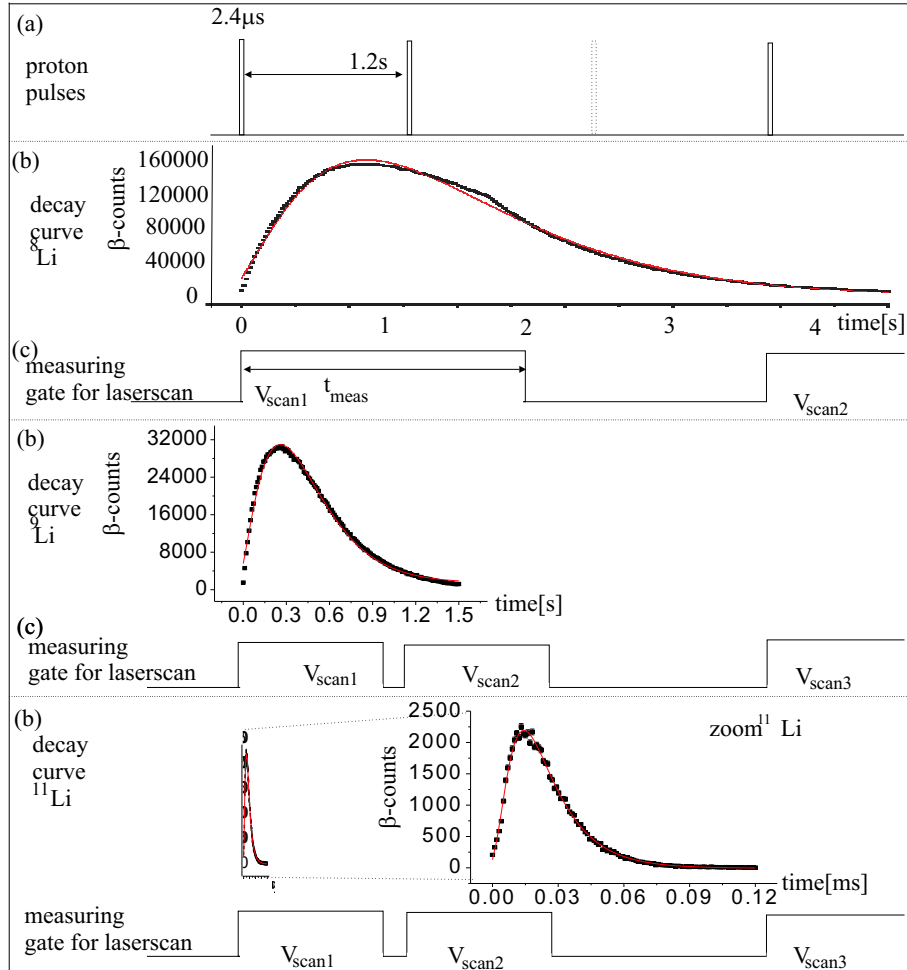 (a)
2.4μs
1.2s
proton
pulses
(b)
decay
curve
8Li
β-counts
160000
120000
80000
40000
0
0 1 2 3 4 time[s]
(c)
measuring
gate for laserscan
Vscan1
tmeas
Vscan2
(b)
decay
curve
9Li
β-counts
32000
24000
16000
8000
0
0.0 0.3 0.6 0.9 1.2 1.5 time[s]
(c)
measuring
gate for laserscan
Vscan1
Vscan2
Vscan3
(b)
decay
curve
11Li
zoom 11 Li
β-counts
2500
2000
1500
1000
500
0
0.00 0.03 0.06 0.09 0.12 time[ms]
measuring
gate for laserscan
Vscan1
Vscan2
Vscan3